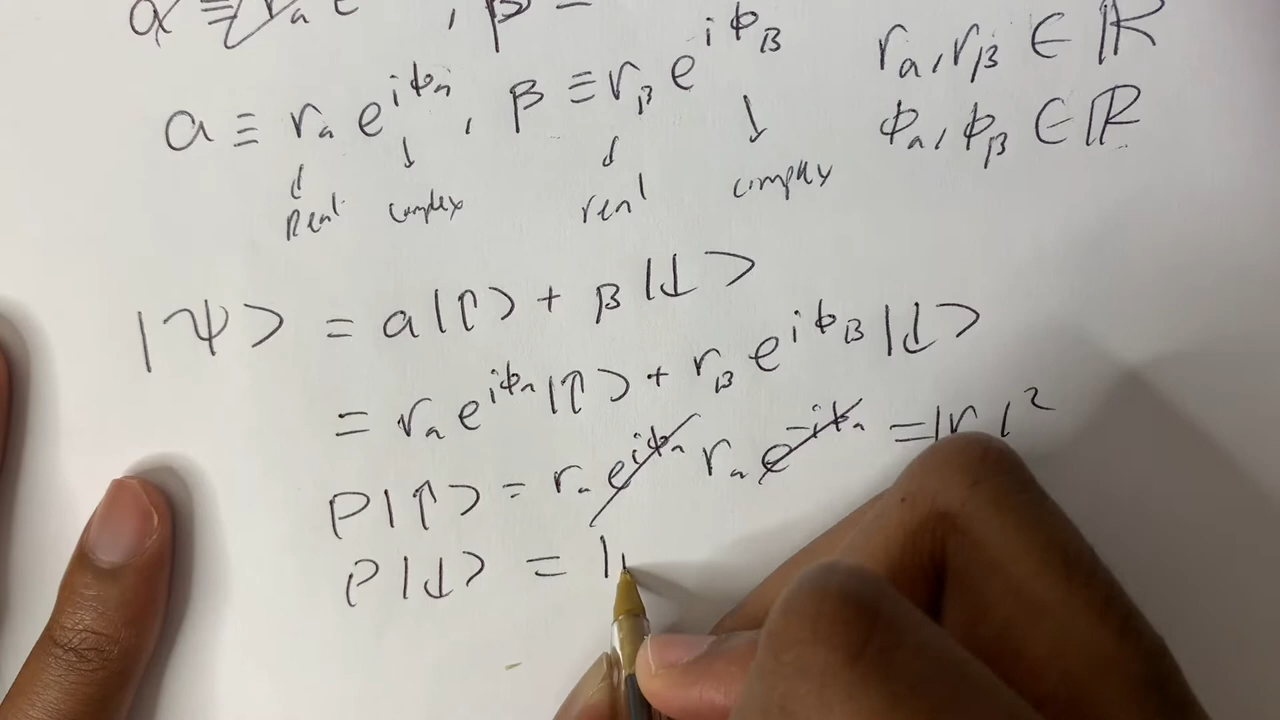 α ≡ r_a e , β =
a ≡ r_a e^{iϕ_a} , β ≡ r_β e^{iϕ_β} r_a, r_β ∈ ℝ
ϕ_a, ϕ_β ∈ ℝ
Real complex real complex
|ψ> = a|↑> + β|↓>
= r_a e^{iϕ_a}|↑> + r_β e^{iϕ_β}|↓>
P|↑> = r_a e^{iϕ_a} r_a e^{-iϕ_a} = |r |²
P|↓> = |